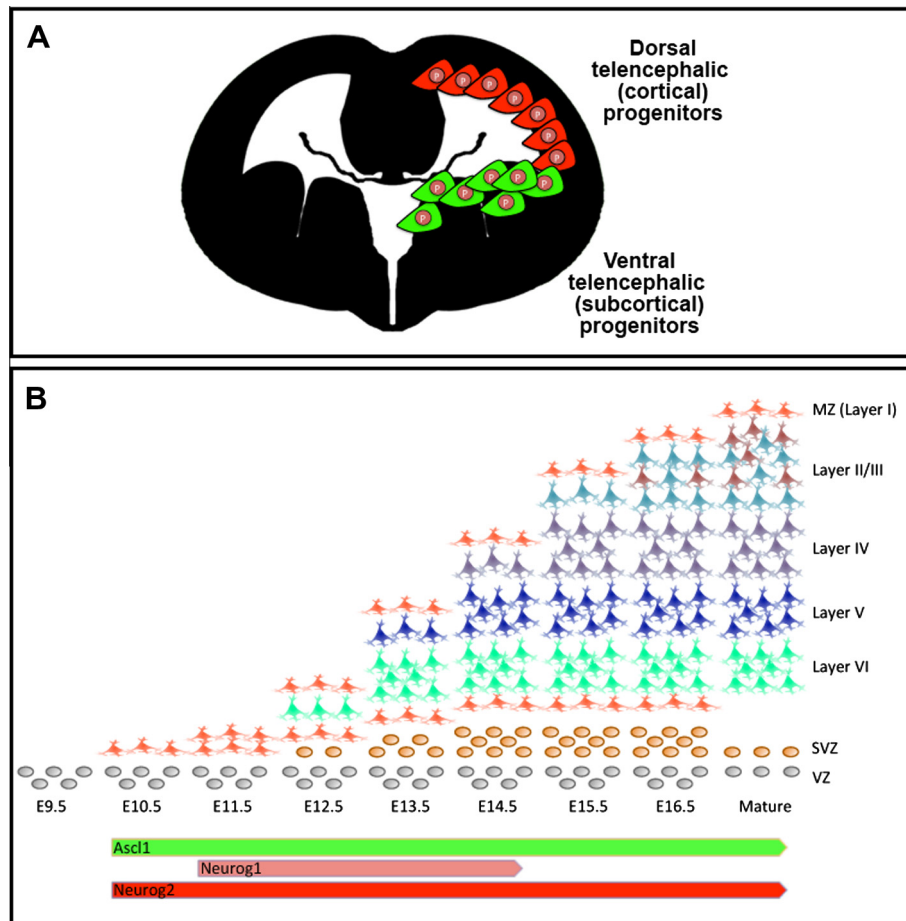 A
Dorsal
telencephalic
(cortical)
progenitors
P
P
P
P
P
P
P
P
P
P
P
P
P
P
Ventral
telencephalic
(subcortical)
progenitors
B
MZ (Layer I)
Layer II/III
Layer IV
Layer V
Layer VI
SVZ
VZ
E9.5 E10.5 E11.5 E12.5 E13.5 E14.5 E15.5 E16.5 Mature
Ascl1
Neurog1
Neurog2